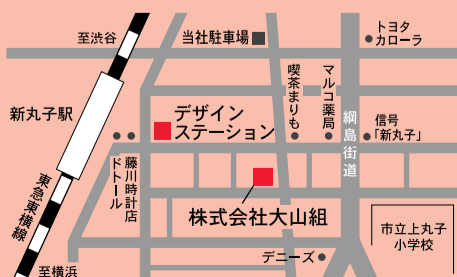 至渋谷
当社駐車場
トヨタ
カローラ
新丸子駅
デザイン
ステーション
喫茶まりも
マルコ薬局
綱島街道
信号
「新丸子」
ドトール
藤川時計店
東急東横線
株式会社大山組
市立上丸子
小学校
デニーズ
至横浜